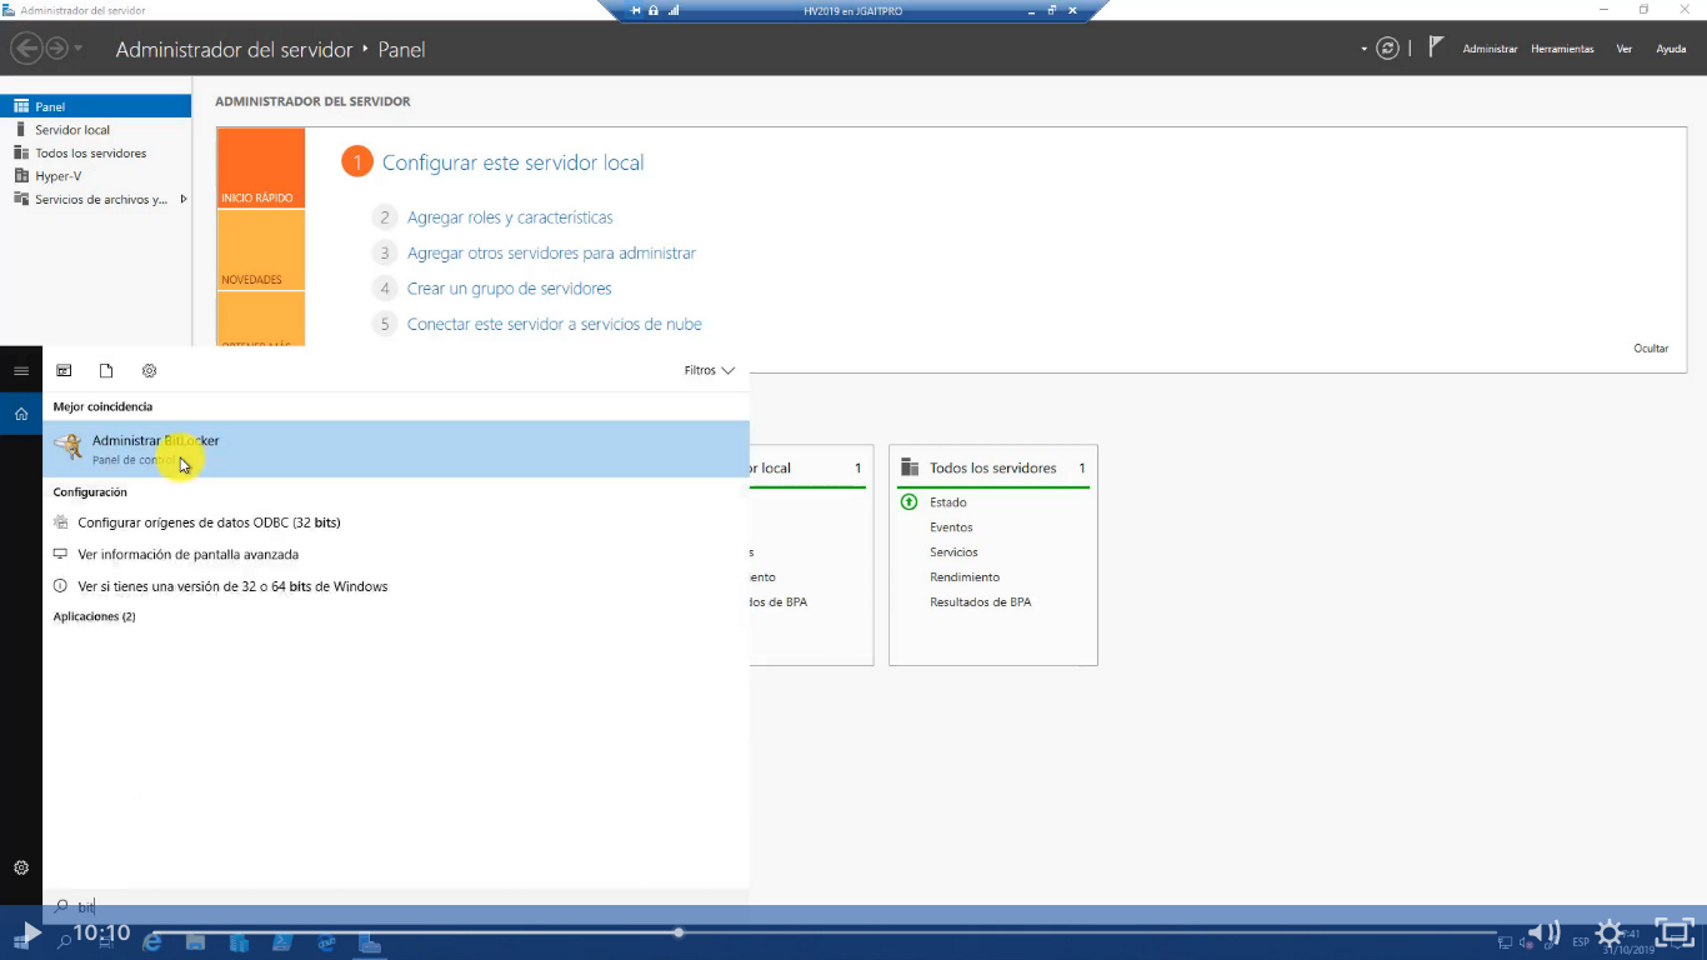 Administrador del servidor
HV2019 en JGAITPRO
Administrador del servidor
Panel
Administrar
Herramientas
Ver
Ayuda
Panel
Servidor local
Todos los servidores
Hyper-V
Servicios de archivos y...
ADMINISTRADOR DEL SERVIDOR
INICIO RÁPIDO
NOVEDADES
1 Configurar este servidor local
2 Agregar roles y características
3 Agregar otros servidores para administrar
4 Crear un grupo de servidores
5 Conectar este servidor a servicios de nube
Ocultar
Filtros
Mejor coincidencia
Administrar BitLocker
Panel de control
Configuración
Configurar orígenes de datos ODBC (32 bits)
Ver información de pantalla avanzada
Ver si tienes una versión de 32 o 64 bits de Windows
Aplicaciones (2)
bit
or local 1
s
ento
dos de BPA
Todos los servidores 1
Estado
Eventos
Servicios
Rendimiento
Resultados de BPA
10:10
ESP
:41
31/10/2019